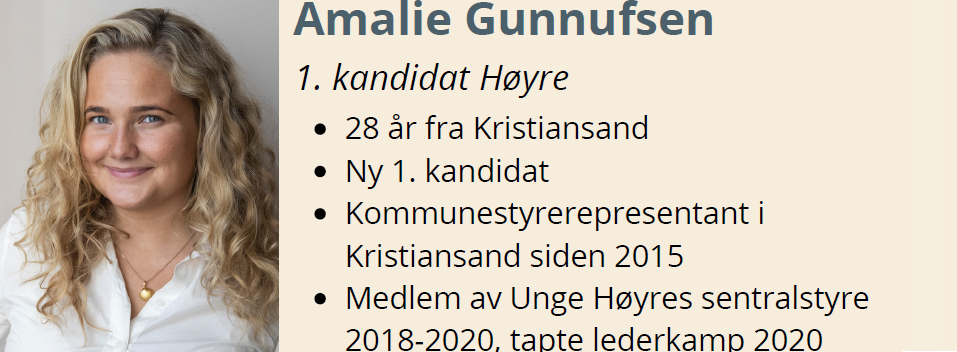 Amalie Gunnufsen
1. kandidat Høyre
• 28 år fra Kristiansand
• Ny 1. kandidat
• Kommunestyrerepresentant i
Kristiansand siden 2015
• Medlem av Unge Høyres sentralstyre
2018-2020, tapte lederkamp 2020